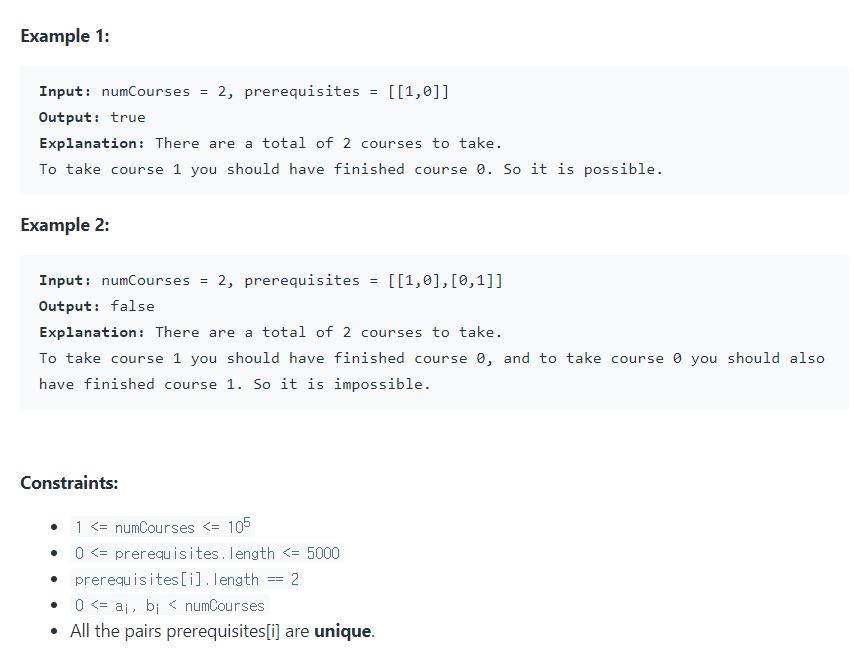 Example 1:
Input: numCourses = 2, prerequisites = [[1,0]]
Output: true
Explanation: There are a total of 2 courses to take.
To take course 1 you should have finished course 0. So it is possible.
Example 2:
Input: numCourses = 2, prerequisites = [[1,0],[0,1]]
Output: false
Explanation: There are a total of 2 courses to take.
To take course 1 you should have finished course 0, and to take course 0 you should also
have finished course 1. So it is impossible.
Constraints:
• 1 <= numCourses <= 10⁵
• 0 <= prerequisites.length <= 5000
• prerequisites[i].length == 2
• 0 <= aᵢ, bᵢ < numCourses
• All the pairs prerequisites[i] are unique.